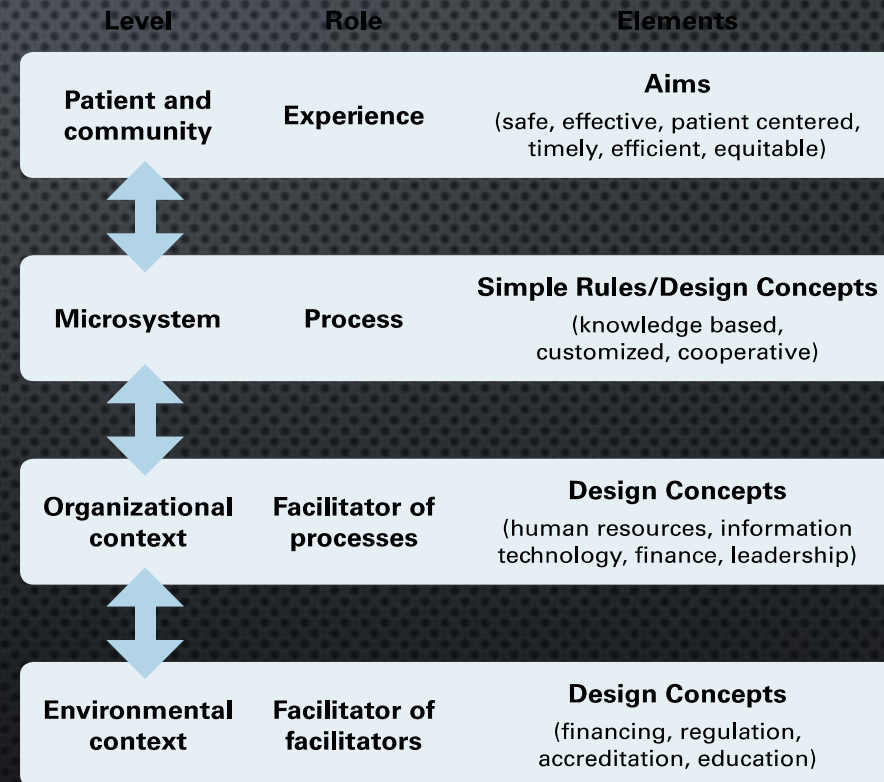 Level Role Elements
Patient and
community
Experience
Aims
(safe, effective, patient centered,
timely, efficient, equitable)
Microsystem
Process
Simple Rules/Design Concepts
(knowledge based,
customized, cooperative)
Organizational
context
Facilitator of
processes
Design Concepts
(human resources, information
technology, finance, leadership)
Environmental
context
Facilitator of
facilitators
Design Concepts
(financing, regulation,
accreditation, education)